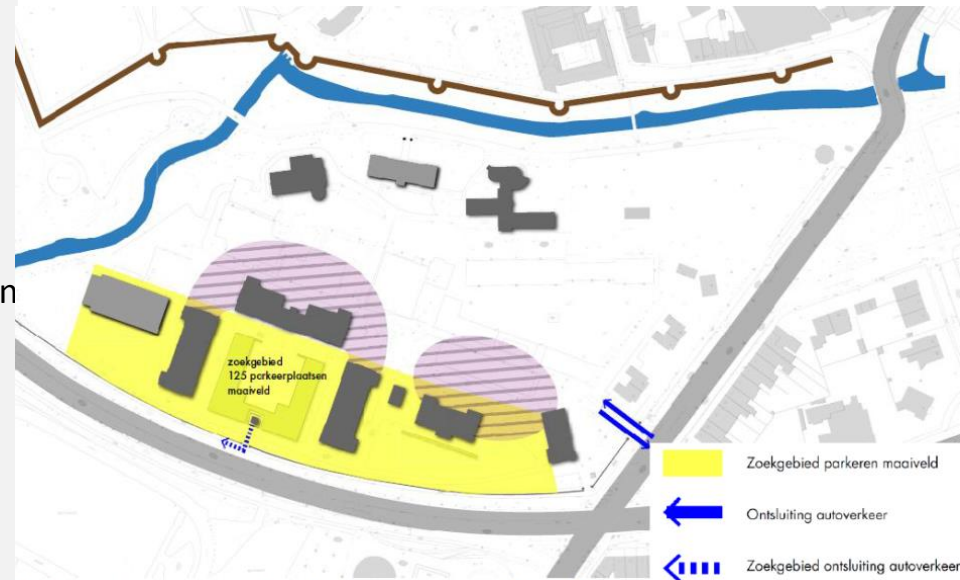 n
zoekgebied
125 parkeerplaatsen
maaiveld
Zoekgebied parkeren maaiveld
Ontsluiting autoverkeer
Zoekgebied ontsluiting autoverkeer